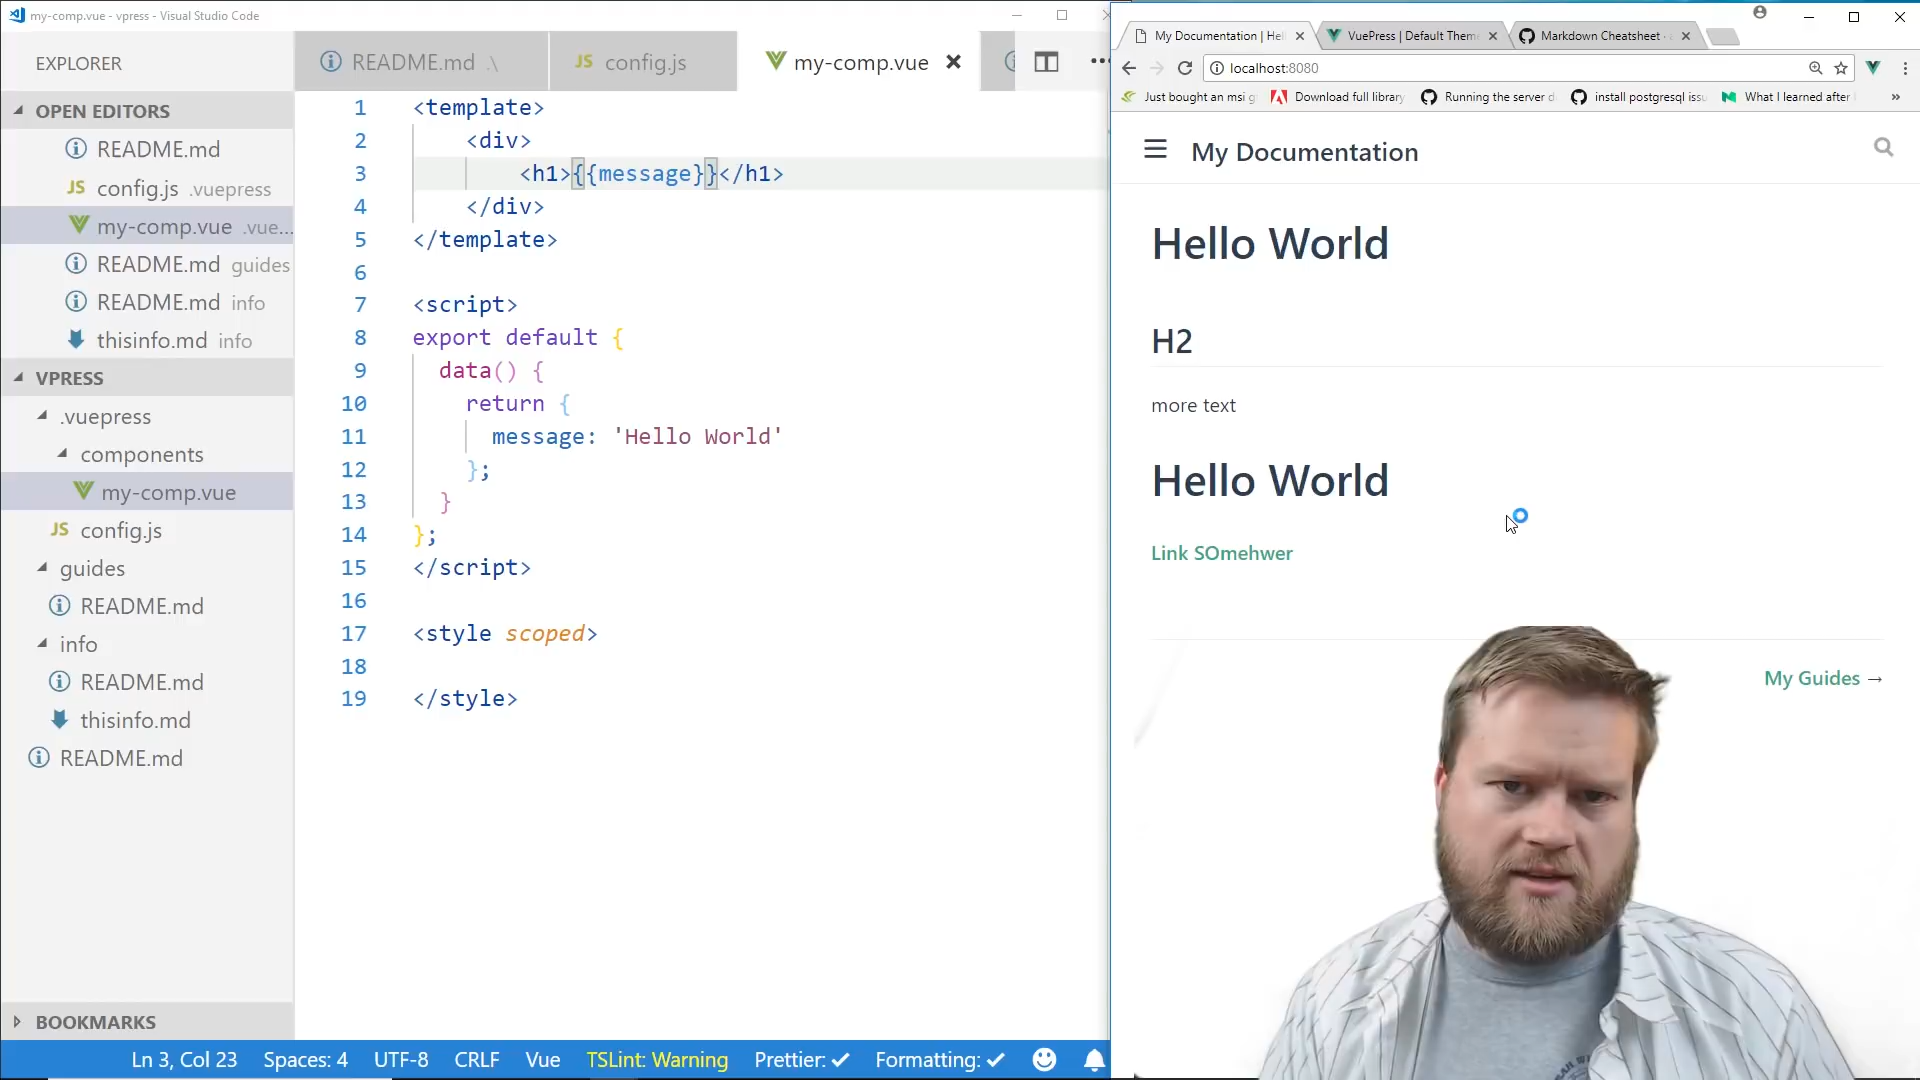 my-comp.vue - vpress - Visual Studio Code
EXPLORER
OPEN EDITORS
README.md
JS config.js .vuepress
my-comp.vue .vue...
README.md guides
README.md info
thisinfo.md info
VPRESS
.vuepress
components
my-comp.vue
JS config.js
guides
README.md
info
README.md
thisinfo.md
README.md
BOOKMARKS
README.md .\
JS config.js
my-comp.vue
1 <template>
2 <div>
3 <h1>{{message}}</h1>
4 </div>
5 </template>
6
7 <script>
8 export default {
9 data() {
10 return {
11 message: 'Hello World'
12 };
13 }
14 };
15 </script>
16
17 <style scoped>
18
19 </style>
Ln 3, Col 23 Spaces: 4 UTF-8 CRLF Vue TSLint: Warning Prettier: ✓ Formatting: ✓
My Documentation | Hel
VuePress | Default Them
Markdown Cheatsheet ·
localhost:8080
Just bought an msi g
Download full library
Running the server d
install postgresql issu
What I learned after
»
My Documentation
Hello World
H2
more text
Hello World
Link SOmehwer
My Guides →